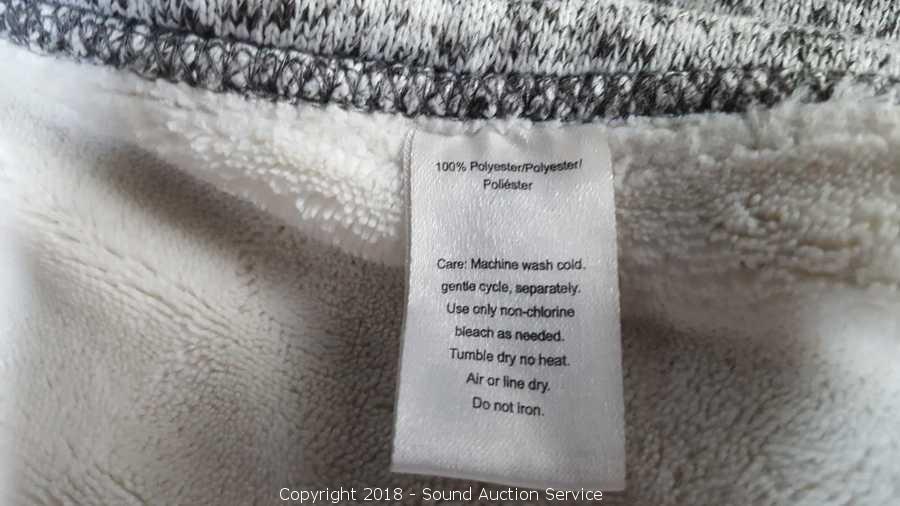 100% Polyester/Polyester/
Poliéster
Care: Machine wash cold.
gentle cycle, separately.
Use only non-chlorine
bleach as needed.
Tumble dry no heat.
Air or line dry.
Do not iron.
Copyright 2018 - Sound Auction Service